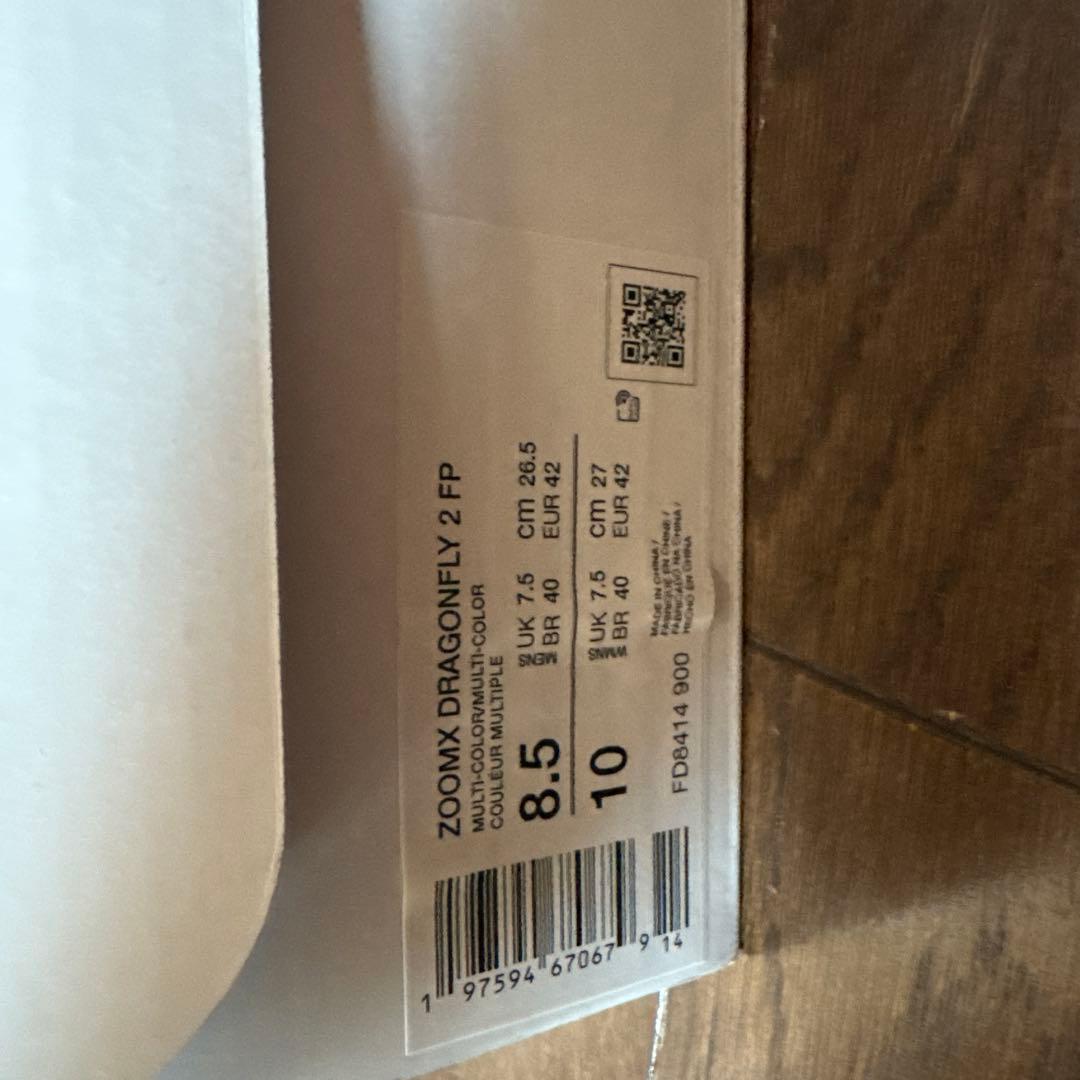 ZOOMX DRAGONFLY 2 FP
MULTI-COLOR/MULTI-COLOR
COULEUR MULTIPLE
8.5 MENS UK 7.5 cm 26.5
BR 40 EUR 42
10 WMNS UK 7.5 cm 27
BR 40 EUR 42
MADE IN CHINA /
FABRIQUÉ EN CHINE /
FABRICADO NA CHINA /
HECHO EN CHINA
FD8414 900
1 97594 67067 9 14